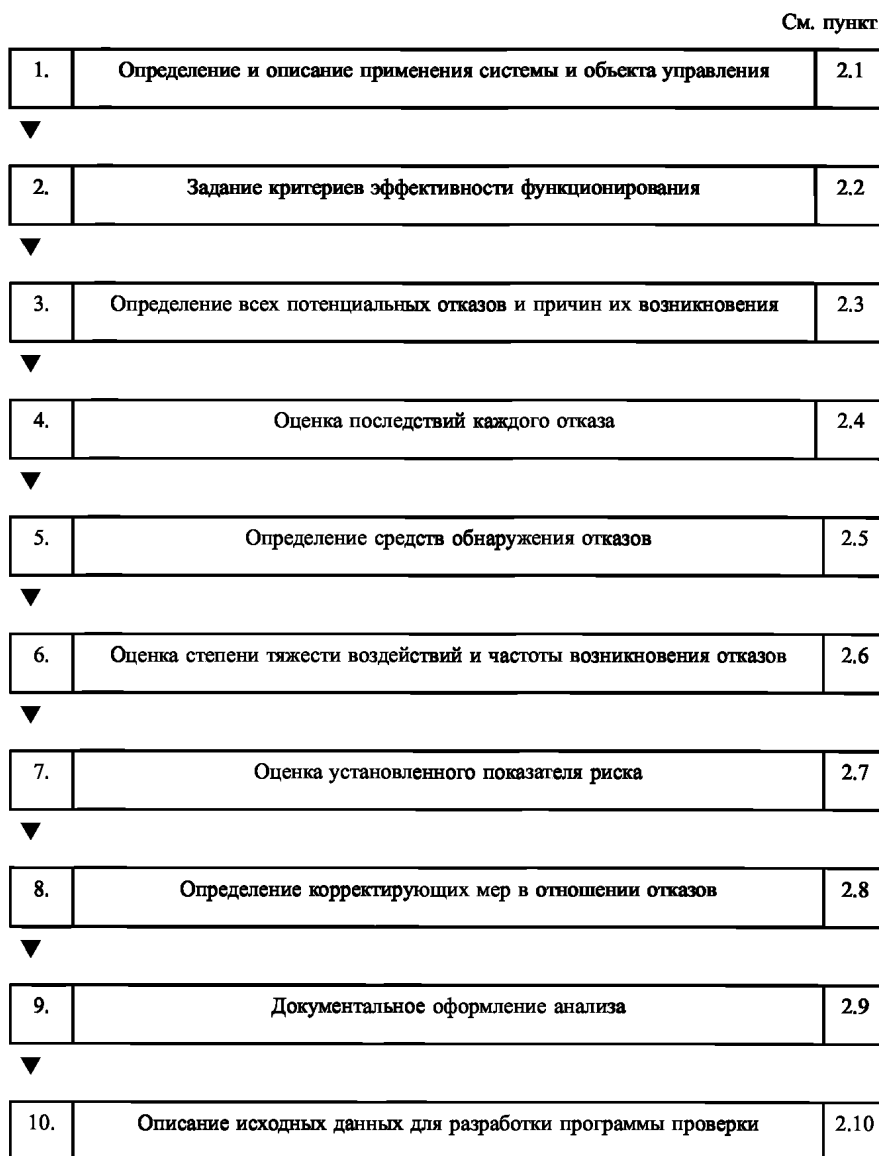 См. пункт
1. Определение и описание применения системы и объекта управления 2.1
2. Задание критериев эффективности функционирования 2.2
3. Определение всех потенциальных отказов и причин их возникновения 2.3
4. Оценка последствий каждого отказа 2.4
5. Определение средств обнаружения отказов 2.5
6. Оценка степени тяжести воздействий и частоты возникновения отказов 2.6
7. Оценка установленного показателя риска 2.7
8. Определение корректирующих мер в отношении отказов 2.8
9. Документальное оформление анализа 2.9
10. Описание исходных данных для разработки программы проверки 2.10